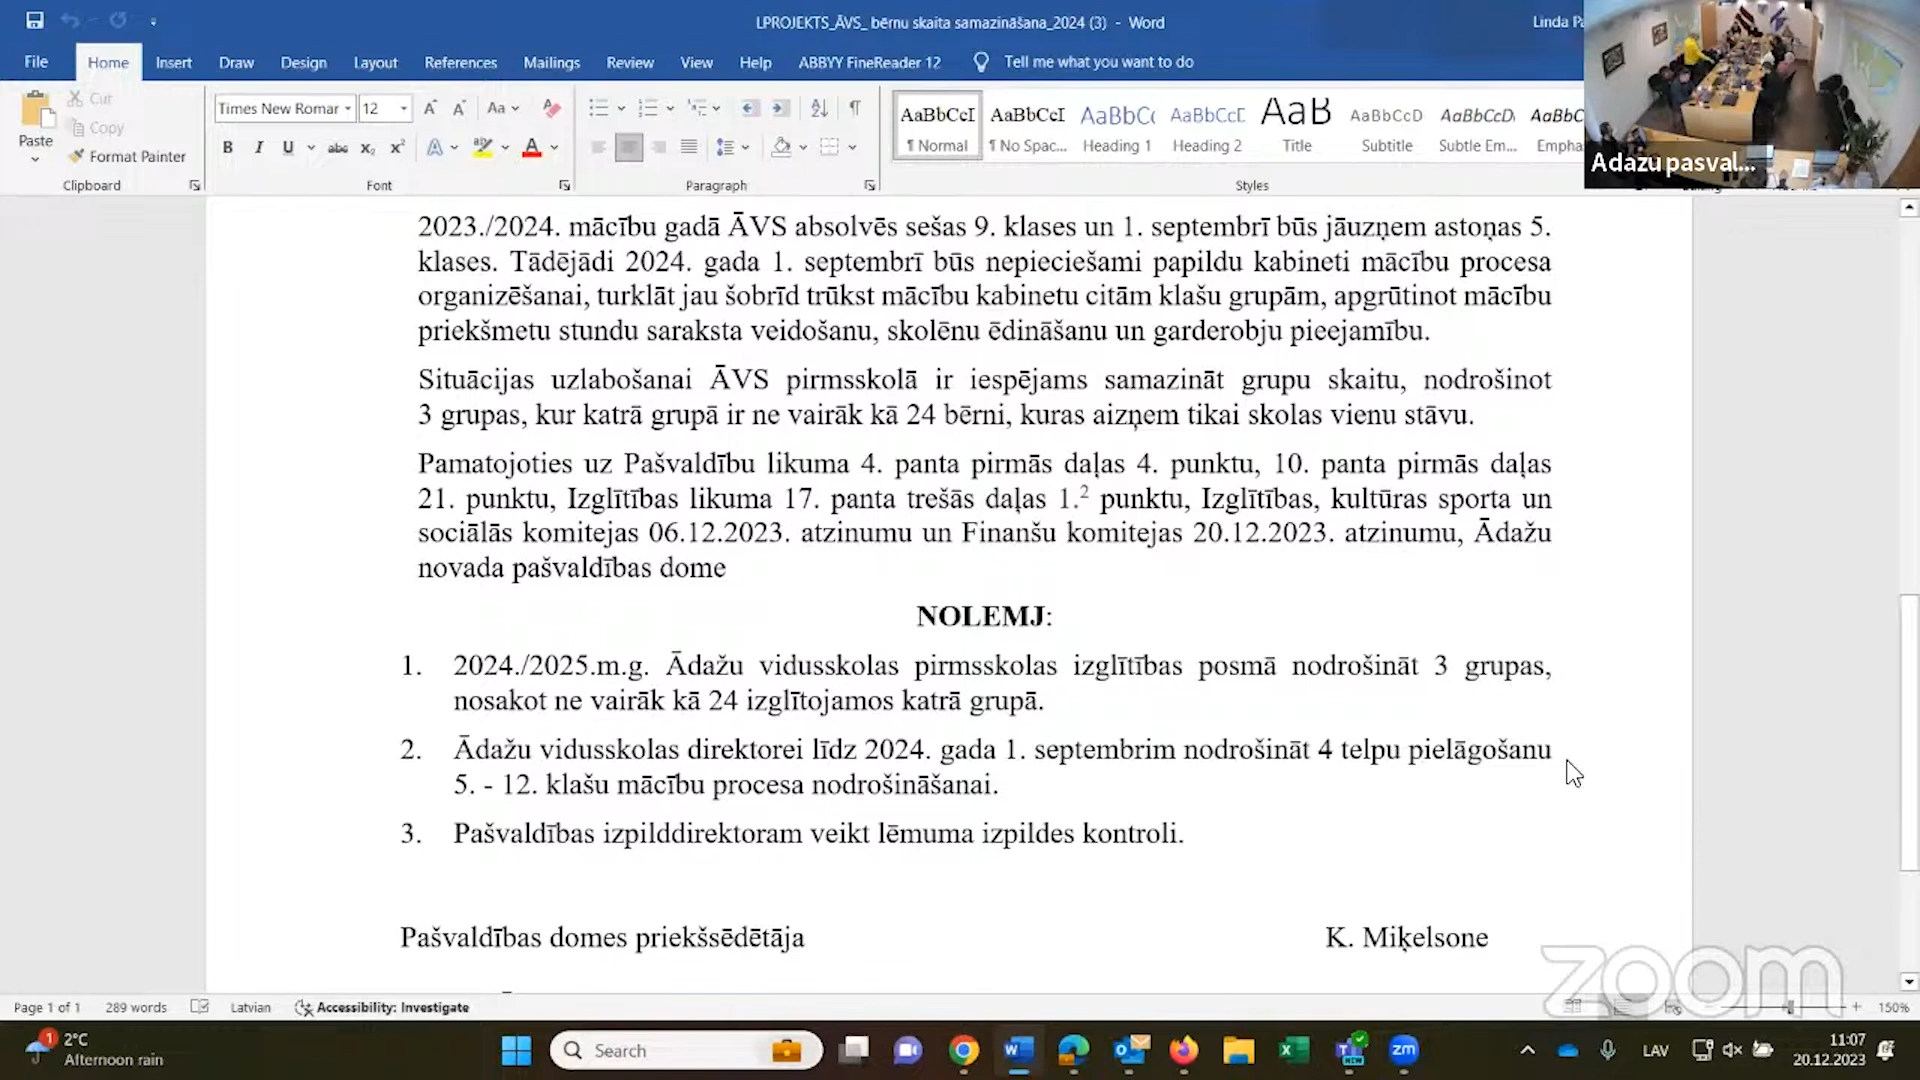 LPROJEKTS_ĀVS_ bērnu skaita samazināšana_2024 (3) - Word
Linda Pa
File Home Insert Draw Design Layout References Mailings Review View Help ABBYY FineReader 12 Tell me what you want to do
Paste
Cut
Copy
Format Painter
Times New Romar 12
AaBbCcI AaBbCcI AaBbC AaBbCcE AaB AaBbCcD AaBbCcD AaBbC
¶ Normal ¶ No Spac... Heading 1 Heading 2 Title Subtitle Subtle Em... Empha
Clipboard Font Paragraph Styles
Adazu pasval...
2023./2024. mācību gadā ĀVS absolvēs sešas 9. klases un 1. septembrī būs jāuzņem astoņas 5.
klases. Tādējādi 2024. gada 1. septembrī būs nepieciešami papildu kabineti mācību procesa
organizēšanai, turklāt jau šobrīd trūkst mācību kabinetu citām klašu grupām, apgrūtinot mācību
priekšmetu stundu saraksta veidošanu, skolēnu ēdināšanu un garderobju pieejamību.
Situācijas uzlabošanai ĀVS pirmsskolā ir iespējams samazināt grupu skaitu, nodrošinot
3 grupas, kur katrā grupā ir ne vairāk kā 24 bērni, kuras aizņem tikai skolas vienu stāvu.
Pamatojoties uz Pašvaldību likuma 4. panta pirmās daļas 4. punktu, 10. panta pirmās daļas
21. punktu, Izglītības likuma 17. panta trešās daļas 1.² punktu, Izglītības, kultūras sporta un
sociālās komitejas 06.12.2023. atzinumu un Finanšu komitejas 20.12.2023. atzinumu, Ādažu
novada pašvaldības dome
NOLEMJ:
1. 2024./2025.m.g. Ādažu vidusskolas pirmsskolas izglītības posmā nodrošināt 3 grupas,
nosakot ne vairāk kā 24 izglītojamos katrā grupā.
2. Ādažu vidusskolas direktorei līdz 2024. gada 1. septembrim nodrošināt 4 telpu pielāgošanu
5. - 12. klašu mācību procesa nodrošināšanai.
3. Pašvaldības izpilddirektoram veikt lēmuma izpildes kontroli.
Pašvaldības domes priekšsēdētāja K. Miķelsone
zoom
Page 1 of 1 289 words Latvian Accessibility: Investigate 150%
2°C
Afternoon rain
Search
LAV
11:07
20.12.2023